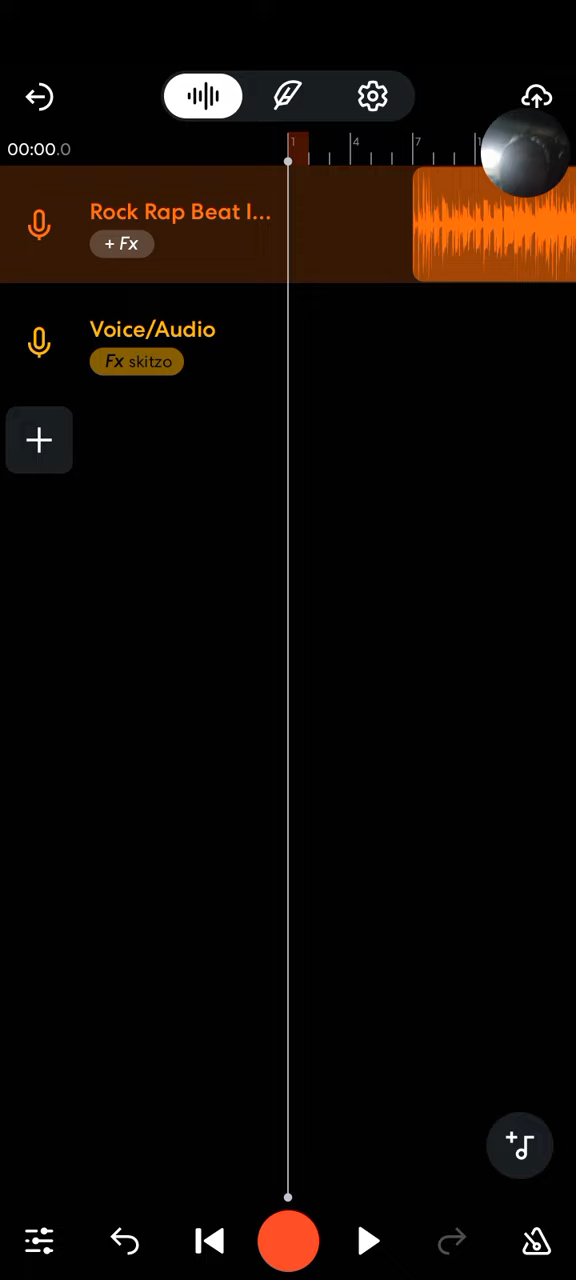 00:00.0
1 4 7
Rock Rap Beat I...
+ Fx
Voice/Audio
Fx skitzo